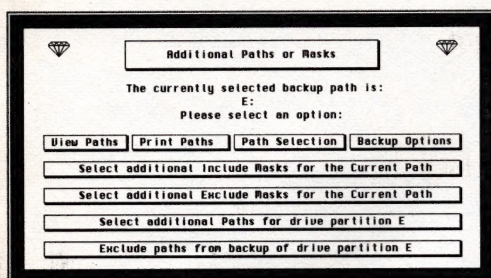 Additional Paths or Masks
The currently selected backup path is:
E:
Please select an option:
View Paths Print Paths Path Selection Backup Options
Select additional Include Masks for the Current Path
Select additional Exclude Masks for the Current Path
Select additional Paths for drive partition E
Exclude paths from backup of drive partition E